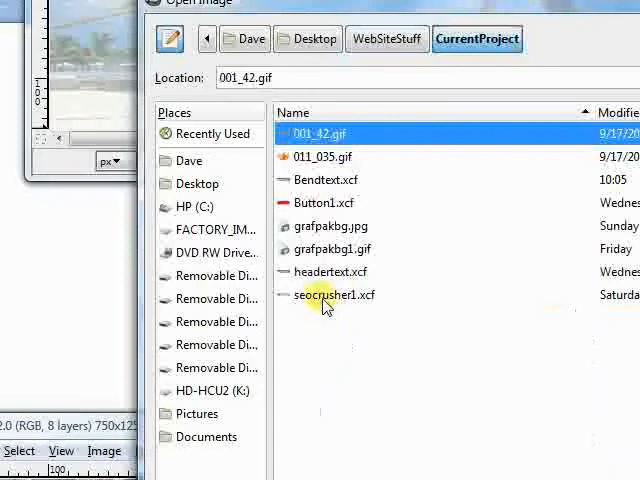 Open Image
Dave Desktop WebSiteStuff CurrentProject
Location: 001_42.gif
100
Places Name Modifie
Recently Used 001_42.gif 9/17/20
Dave 011_035.gif 9/17/20
Desktop Bendtext.xcf 10:05
HP (C:) Button1.xcf Wednes
FACTORY_IM... grafpakbg.jpg Sunday
px DVD RW Drive... grafpakbg1.gif Friday
Removable Di... headertext.xcf Wednes
Removable Di... seocrusher1.xcf Saturda
Removable Di...
Removable Di...
Removable Di...
HD-HCU2 (K:)
Pictures
2.0 (RGB, 8 layers) 750x125
Documents
Select View Image
100